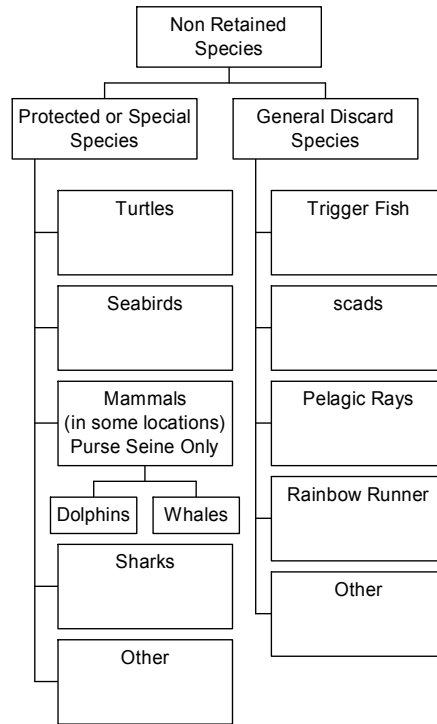 Non Retained
Species
Protected or Special
Species
General Discard
Species
Turtles
Seabirds
Mammals
(in some locations)
Purse Seine Only
Dolphins
Whales
Sharks
Other
Trigger Fish
scads
Pelagic Rays
Rainbow Runner
Other